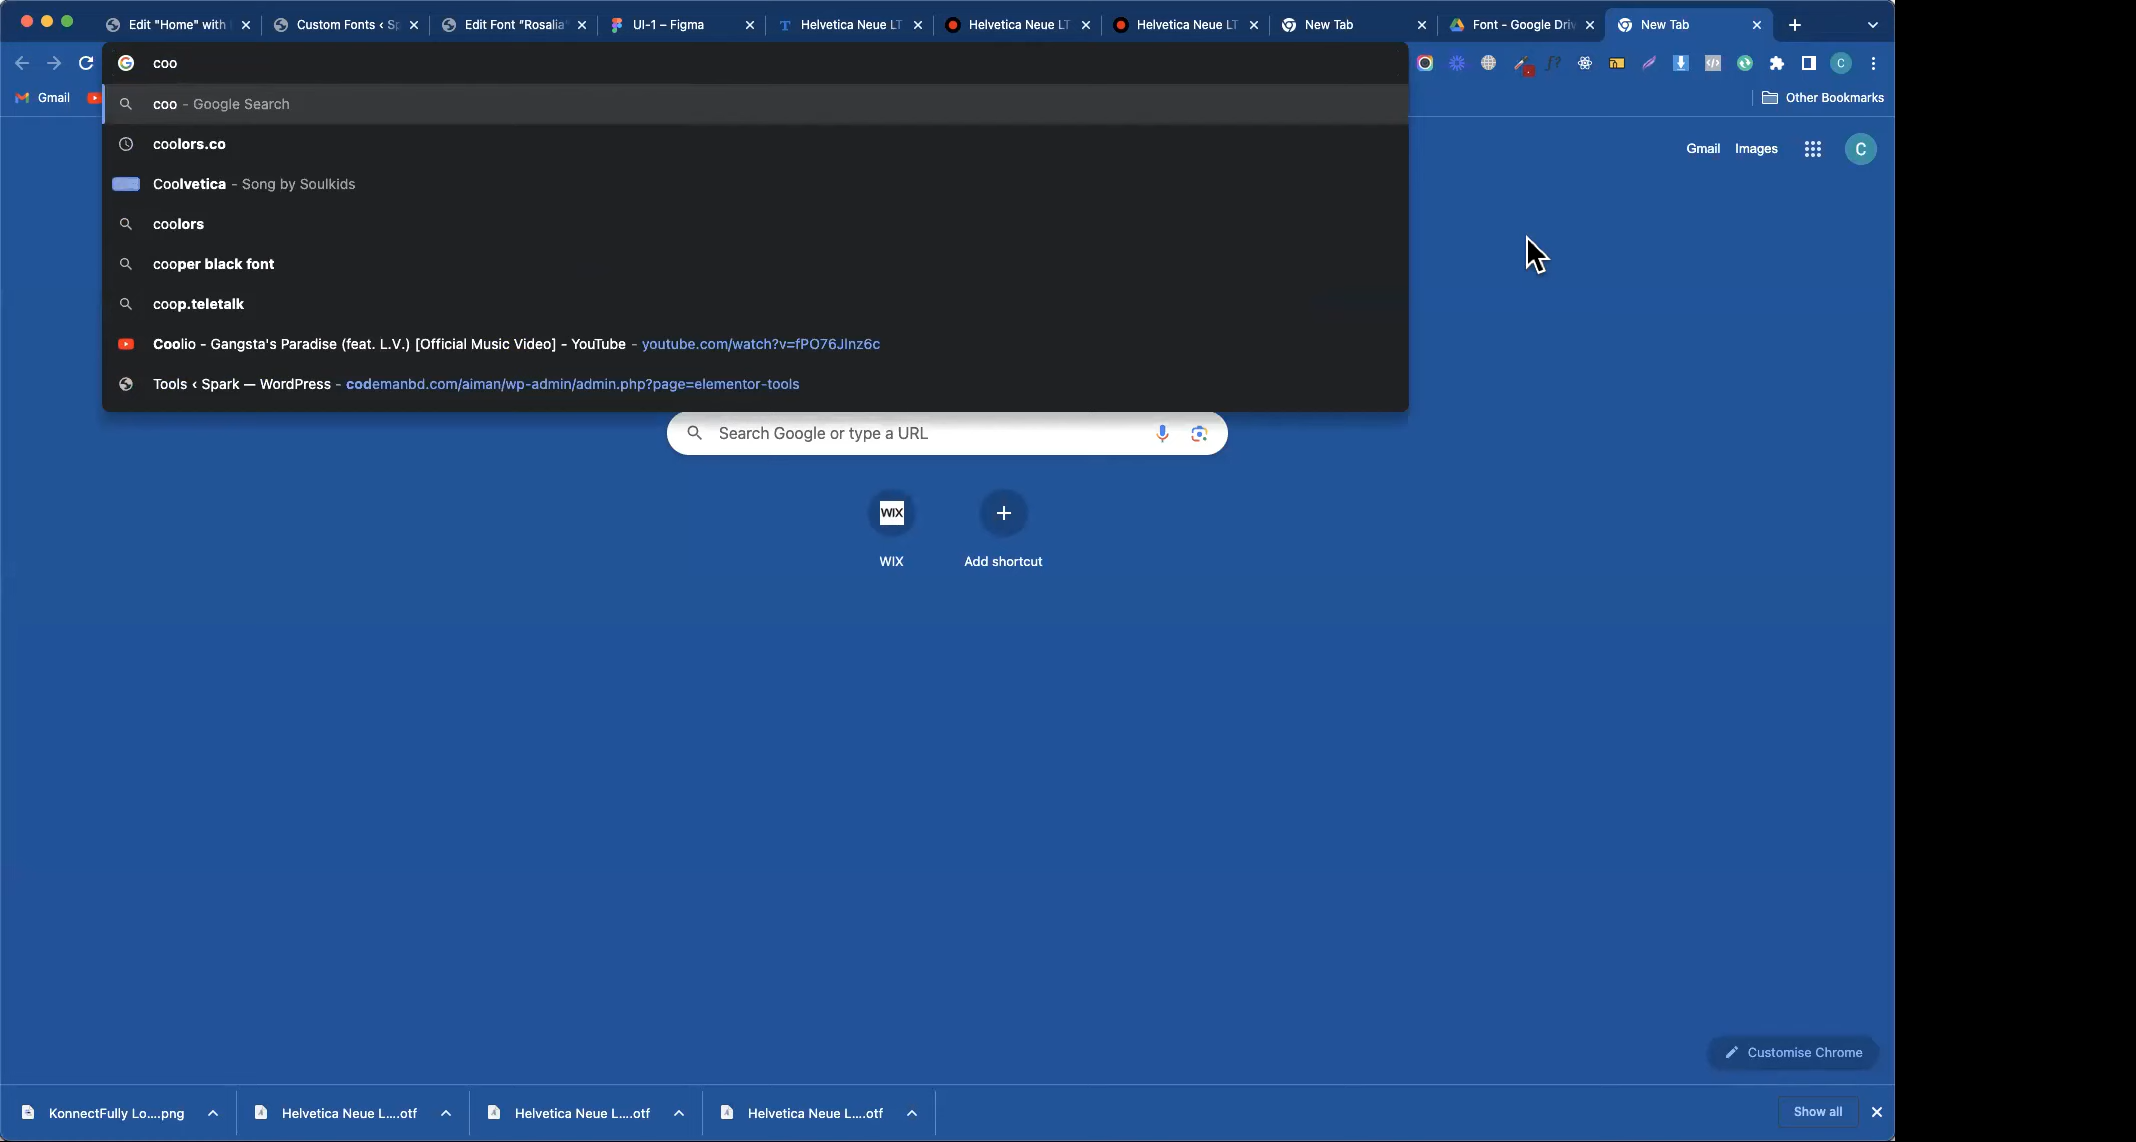 Edit "Home" with
Custom Fonts ‹ Sp
Edit Font "Rosalia"
UI-1 – Figma
Helvetica Neue LT
Helvetica Neue LT
Helvetica Neue LT
New Tab
Font - Google Driv
New Tab
coo
Gmail
Other Bookmarks
coo - Google Search
coolors.co
Gmail
Images
C
Coolvetica - Song by Soulkids
coolors
cooper black font
coop.teletalk
Coolio - Gangsta's Paradise (feat. L.V.) [Official Music Video] - YouTube - youtube.com/watch?v=fPO76Jlnz6c
Tools ‹ Spark — WordPress - codemanbd.com/aiman/wp-admin/admin.php?page=elementor-tools
Search Google or type a URL
WIX
WIX
Add shortcut
Customise Chrome
KonnectFully Lo....png
Helvetica Neue L....otf
Helvetica Neue L....otf
Helvetica Neue L....otf
Show all